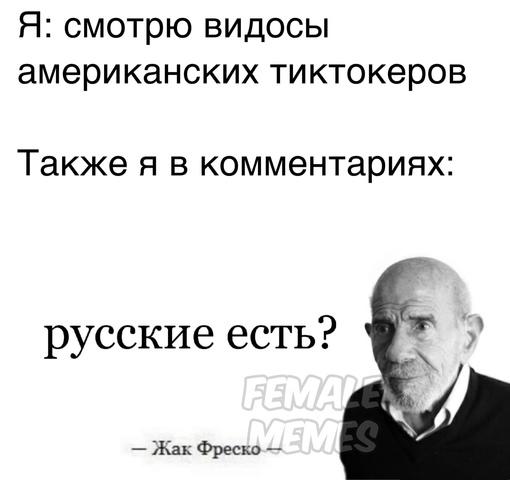 Я: смотрю видосы
американских тиктокеров
Также я в комментариях:
русские есть?
FEMALE
MEMES
— Жак Фреско —